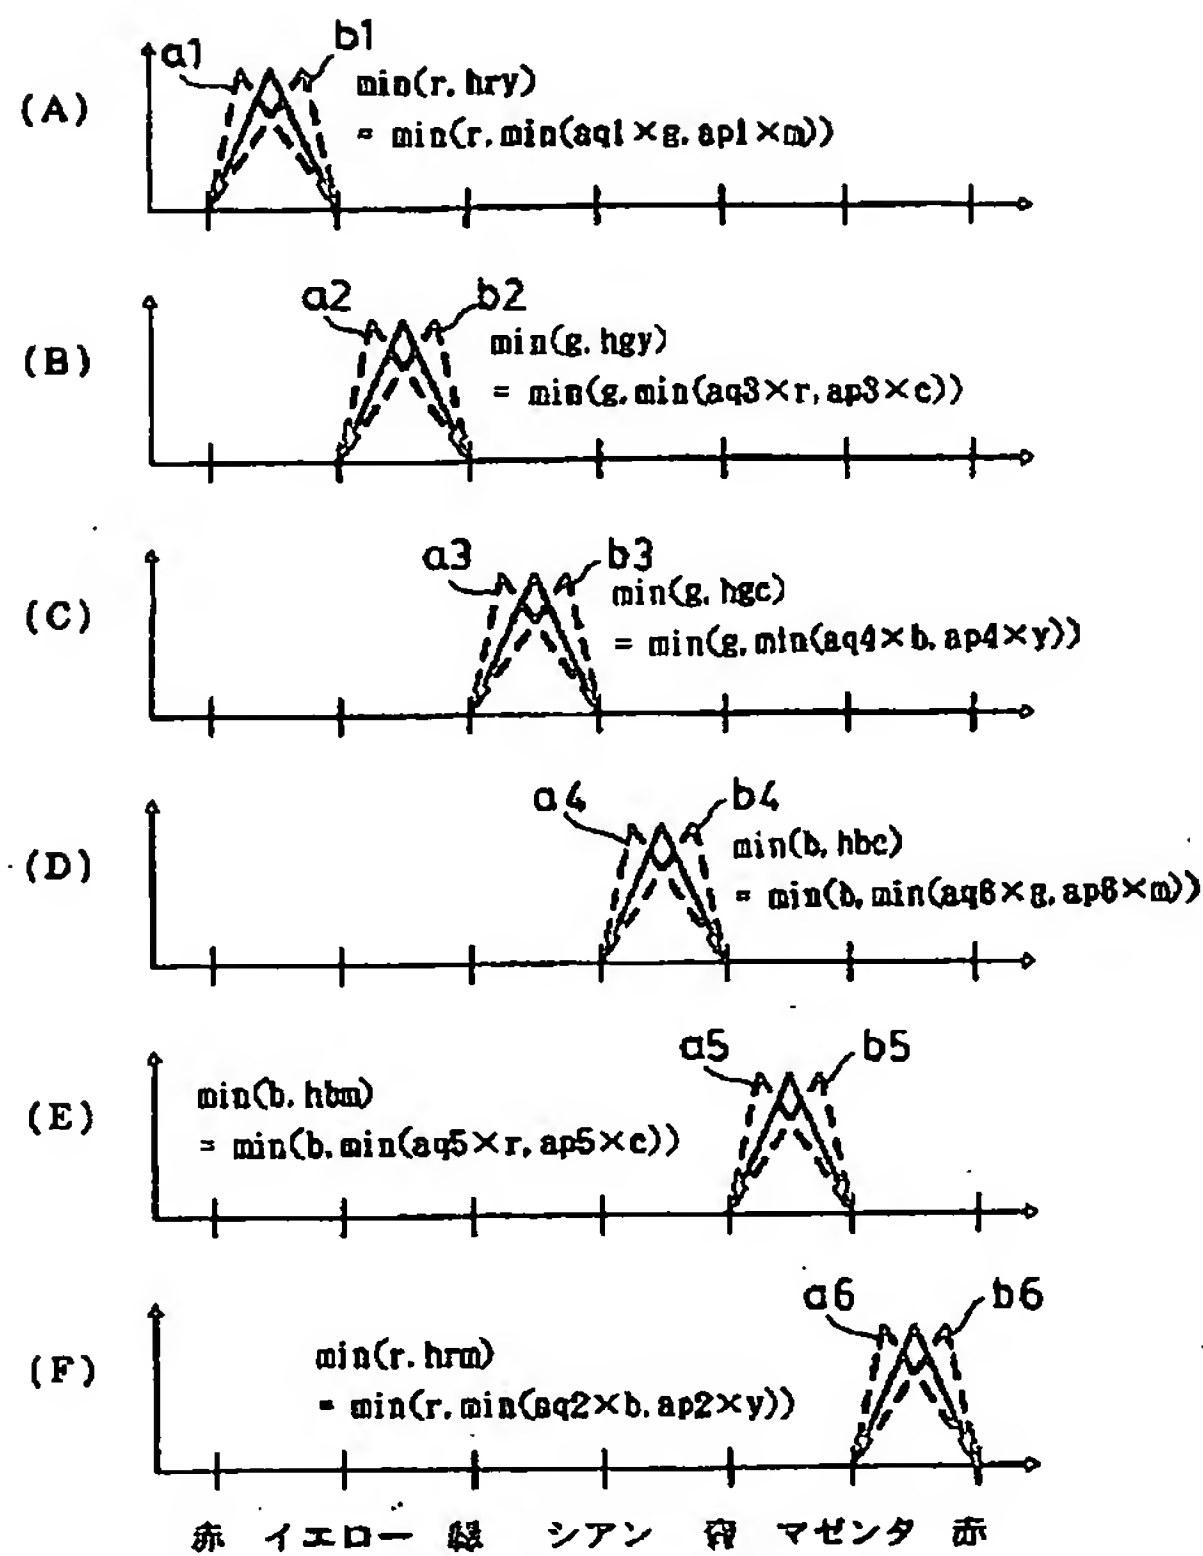 a1 b1
(A)
min(r, hry)
= min(r, min(aq1×g, ap1×m))
a2 b2
(B)
min(g, hgy)
= min(g, min(aq3×r, ap3×c))
a3 b3
(C)
min(g, hgc)
= min(g, min(aq4×b, ap4×y))
a4 b4
(D)
min(b, hbc)
= min(b, min(aq6×g, ap6×m))
a5 b5
(E)
min(b, hbm)
= min(b, min(aq5×r, ap5×c))
a6 b6
(F)
min(r, hrm)
= min(r, min(aq2×b, ap2×y))
赤 イエロー 緑 シアン 青 マゼンタ 赤